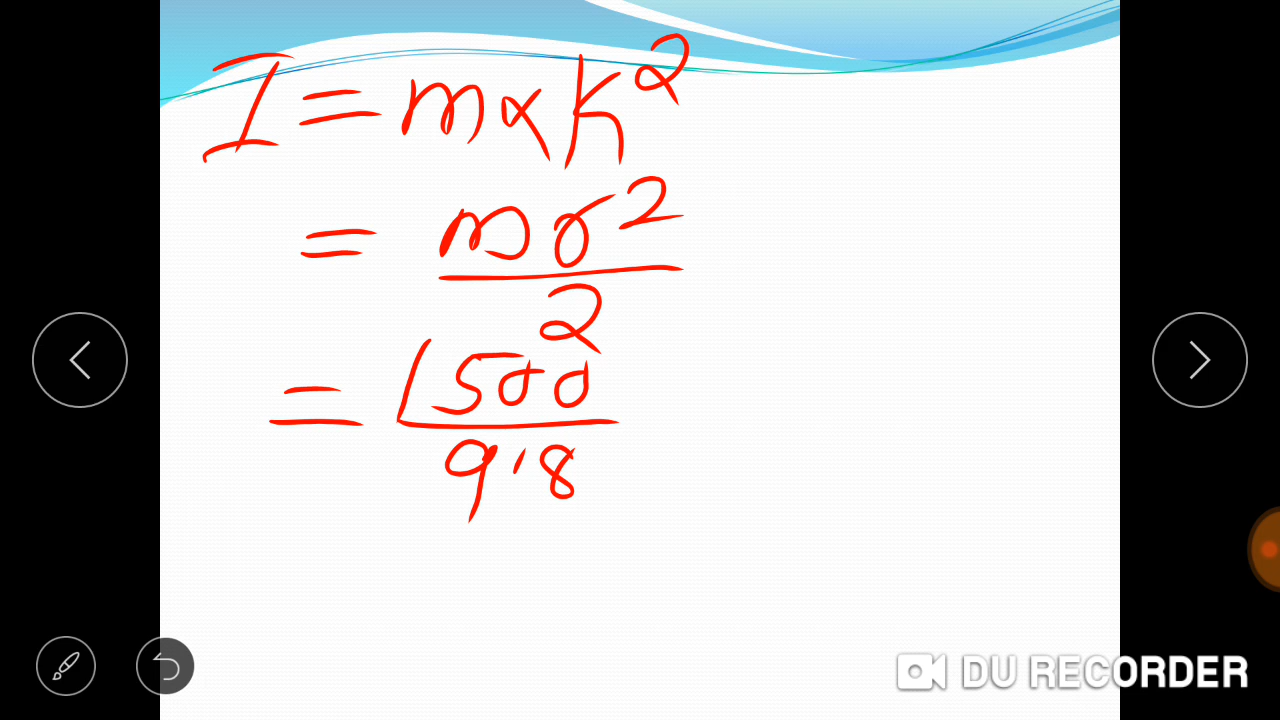 I = m × k²
= mr²/2
= 1500/9.8
DU RECORDER